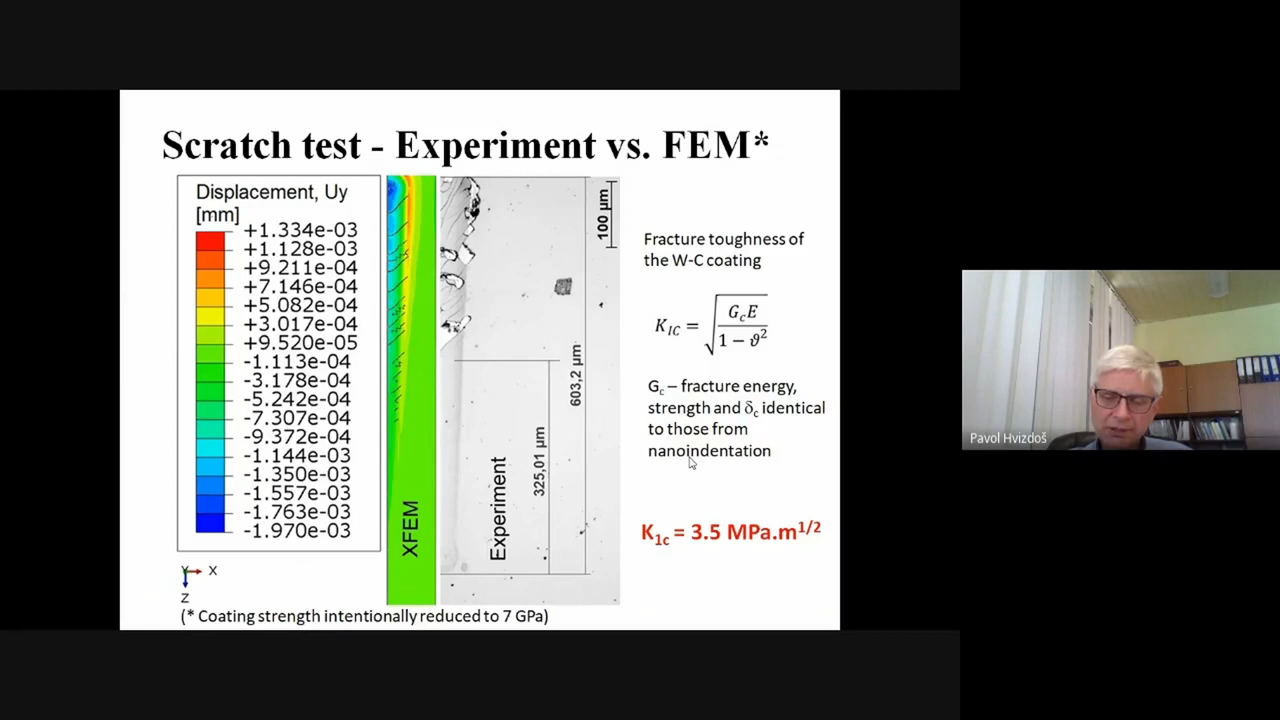 Scratch test - Experiment vs. FEM*
Displacement, Uy
[mm]
+1.334e-03
+1.128e-03
+9.211e-04
+7.146e-04
+5.082e-04
+3.017e-04
+9.520e-05
-1.113e-04
-3.178e-04
-5.242e-04
-7.307e-04
-9.372e-04
-1.144e-03
-1.350e-03
-1.557e-03
-1.763e-03
-1.970e-03
Y X
Z
XFEM
Experiment
325,01 µm
603,2 µm
100 µm
Fracture toughness of
the W-C coating
K_IC = √(G_cE / (1 − ϑ²))
G_c – fracture energy,
strength and δ_c identical
to those from
nanoindentation
K_1c = 3.5 MPa.m^1/2
(* Coating strength intentionally reduced to 7 GPa)
Pavol Hvizdoš